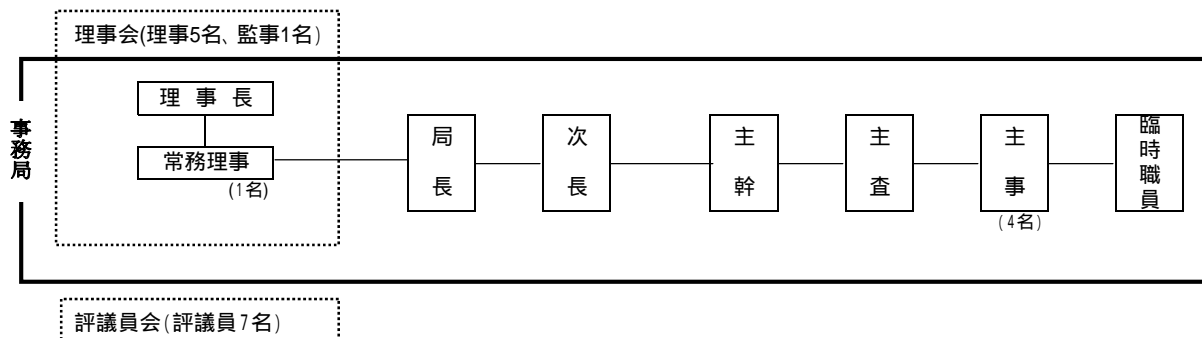 理事会(理事5名、監事1名)
事務局
理事長
常務理事
(1名)
局長
次長
主幹
主査
主事
(4名)
臨時職員
評議員会(評議員7名)